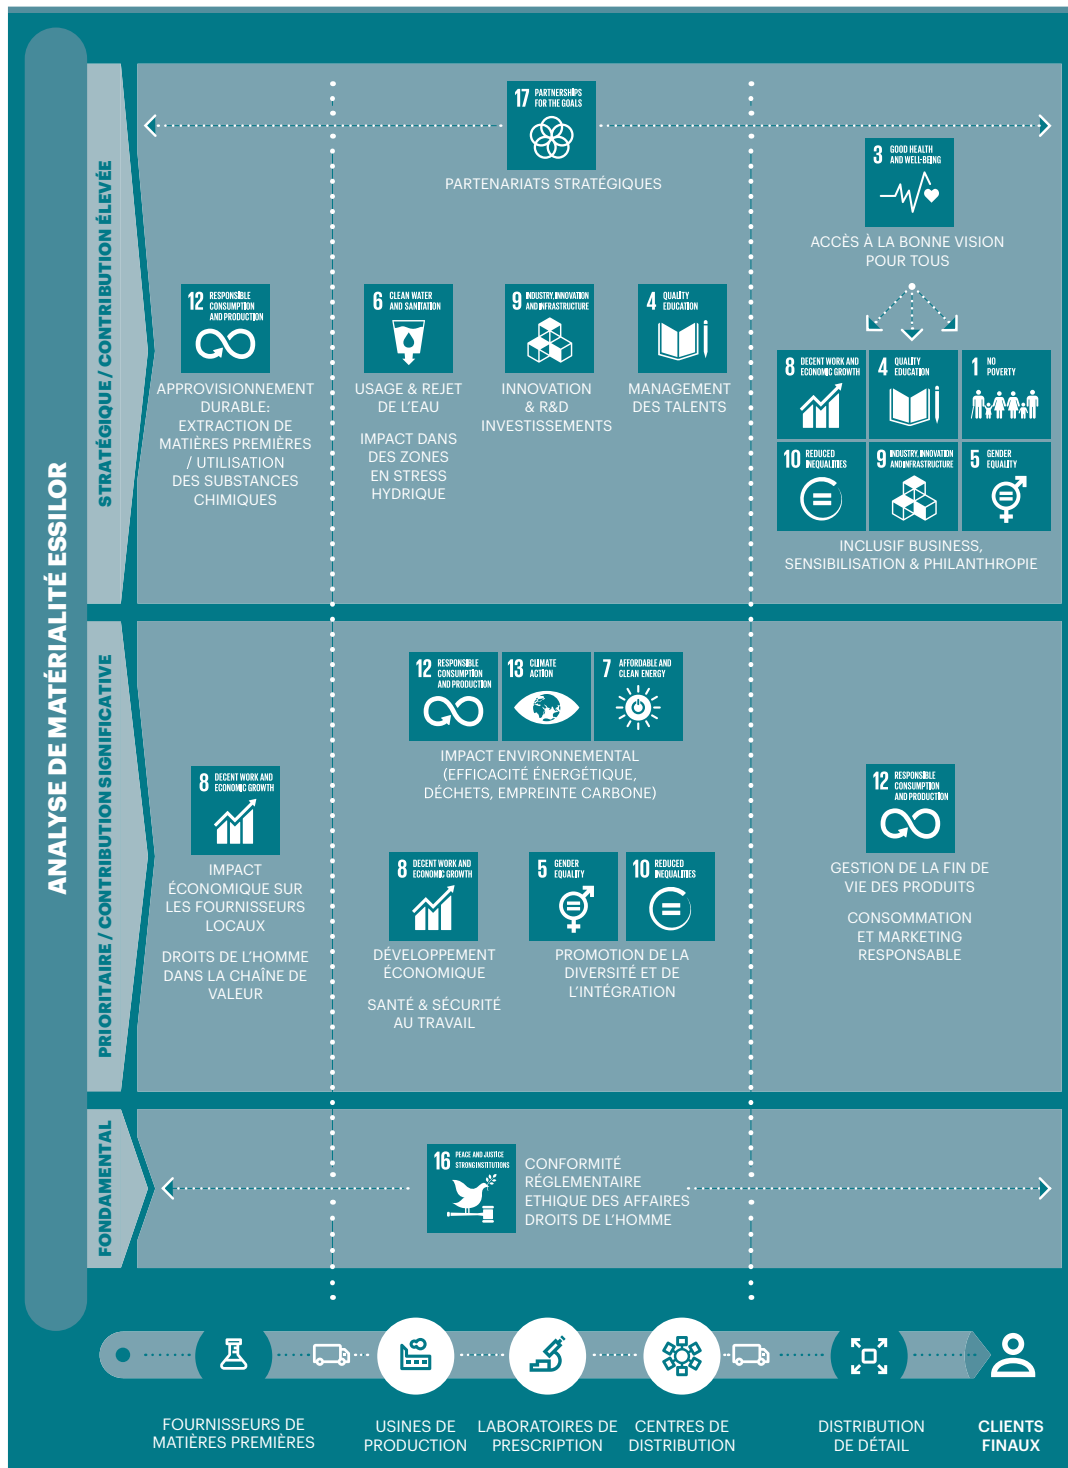 ANALYSE DE MATÉRIALITÉ ESSILOR
STRATÉGIQUE / CONTRIBUTION ÉLEVÉE
17 PARTNERSHIPS
FOR THE GOALS
PARTENARIATS STRATÉGIQUES
3 GOOD HEALTH
AND WELL-BEING
ACCÈS À LA BONNE VISION
POUR TOUS
12 RESPONSIBLE
CONSUMPTION
AND PRODUCTION
APPROVISIONNEMENT
DURABLE:
EXTRACTION DE
MATIÈRES PREMIÈRES
/ UTILISATION
DES SUBSTANCES
CHIMIQUES
6 CLEAN WATER
AND SANITATION
USAGE & REJET
DE L'EAU
IMPACT DANS
DES ZONES
EN STRESS
HYDRIQUE
9 INDUSTRY, INNOVATION
AND INFRASTRUCTURE
INNOVATION
& R&D
INVESTISSEMENTS
4 QUALITY
EDUCATION
MANAGEMENT
DES TALENTS
8 DECENT WORK AND
ECONOMIC GROWTH
4 QUALITY
EDUCATION
1 NO
POVERTY
10 REDUCED
INEQUALITIES
9 INDUSTRY, INNOVATION
AND INFRASTRUCTURE
5 GENDER
EQUALITY
INCLUSIF BUSINESS,
SENSIBILISATION & PHILANTHROPIE
PRIORITAIRE / CONTRIBUTION SIGNIFICATIVE
8 DECENT WORK AND
ECONOMIC GROWTH
IMPACT
ÉCONOMIQUE SUR
LES FOURNISSEURS
LOCAUX
DROITS DE L'HOMME
DANS LA CHAÎNE DE
VALEUR
12 RESPONSIBLE
CONSUMPTION
AND PRODUCTION
13 CLIMATE
ACTION
7 AFFORDABLE AND
CLEAN ENERGY
IMPACT ENVIRONNEMENTAL
(EFFICACITÉ ÉNERGÉTIQUE,
DÉCHETS, EMPREINTE CARBONE)
8 DECENT WORK AND
ECONOMIC GROWTH
DÉVELOPPEMENT
ÉCONOMIQUE
SANTÉ & SÉCURITÉ
AU TRAVAIL
5 GENDER
EQUALITY
10 REDUCED
INEQUALITIES
PROMOTION DE LA
DIVERSITÉ ET DE
L'INTÉGRATION
12 RESPONSIBLE
CONSUMPTION
AND PRODUCTION
GESTION DE LA FIN DE
VIE DES PRODUITS
CONSOMMATION
ET MARKETING
RESPONSABLE
FONDAMENTAL
16 PEACE AND JUSTICE
STRONG INSTITUTIONS
CONFORMITÉ
RÉGLEMENTAIRE
ETHIQUE DES AFFAIRES
DROITS DE L'HOMME
FOURNISSEURS DE
MATIÈRES PREMIÈRES
USINES DE
PRODUCTION
LABORATOIRES DE
PRESCRIPTION
CENTRES DE
DISTRIBUTION
DISTRIBUTION
DE DÉTAIL
CLIENTS
FINAUX